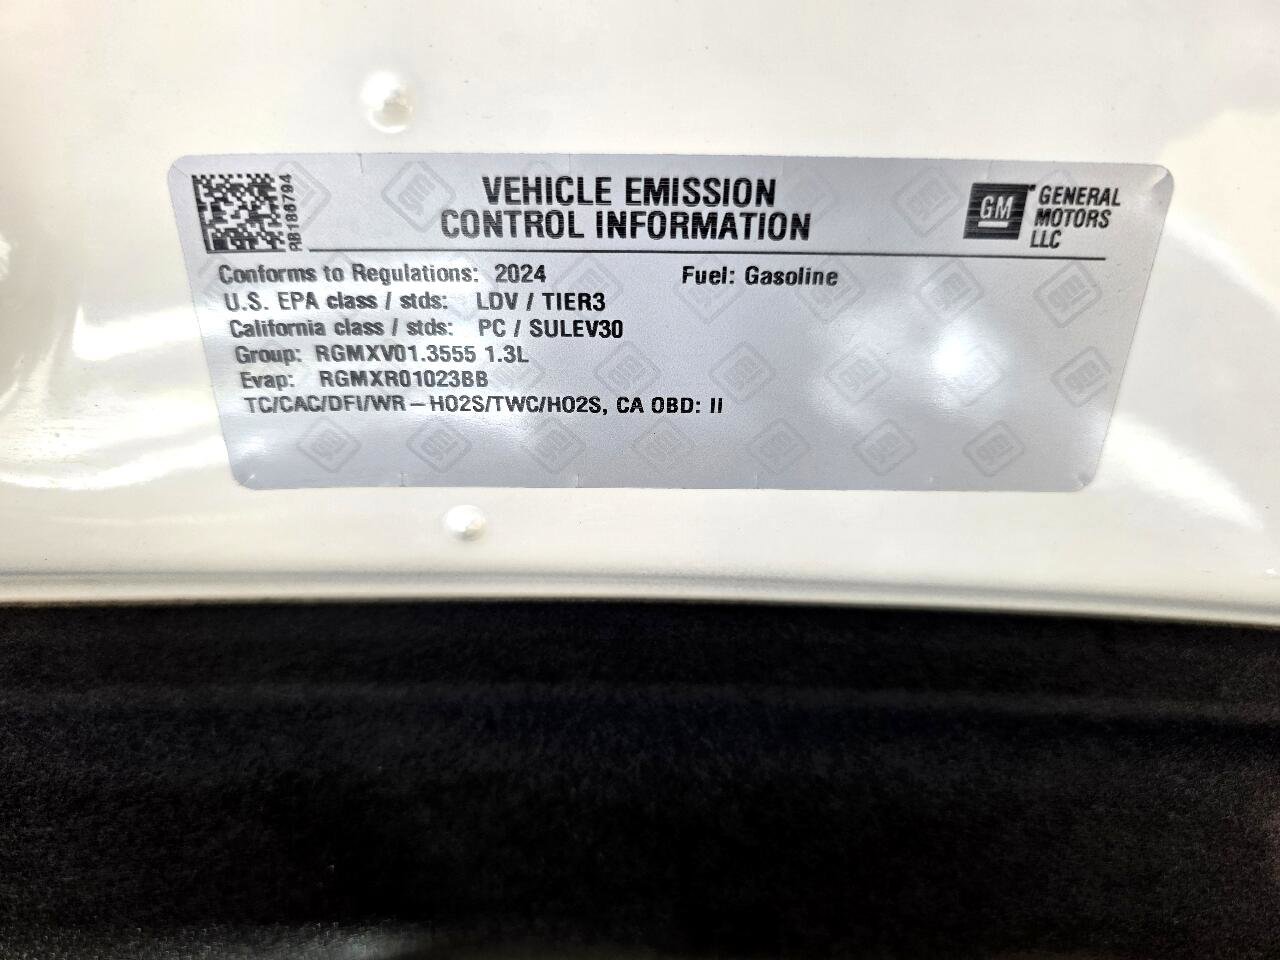 RB186794
VEHICLE EMISSION
CONTROL INFORMATION
GM
GENERAL
MOTORS
LLC
Conforms to Regulations: 2024 Fuel: Gasoline
U.S. EPA class / stds: LDV / TIER3
California class / stds: PC / SULEV30
Group: RGMXV01.3555 1.3L
Evap: RGMXR01023BB
TC/CAC/DFI/WR – HO2S/TWC/HO2S, CA OBD: II